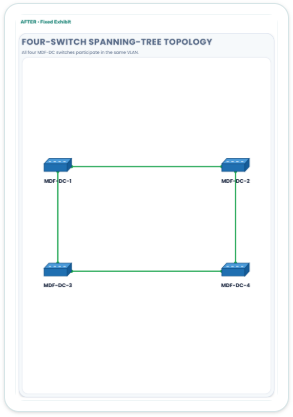 AFTER · Fixed Exhibit
FOUR-SWITCH SPANNING-TREE TOPOLOGY
All four MDF-DC switches participate in the same VLAN.
MDF-DC-1
MDF-DC-2
MDF-DC-3
MDF-DC-4